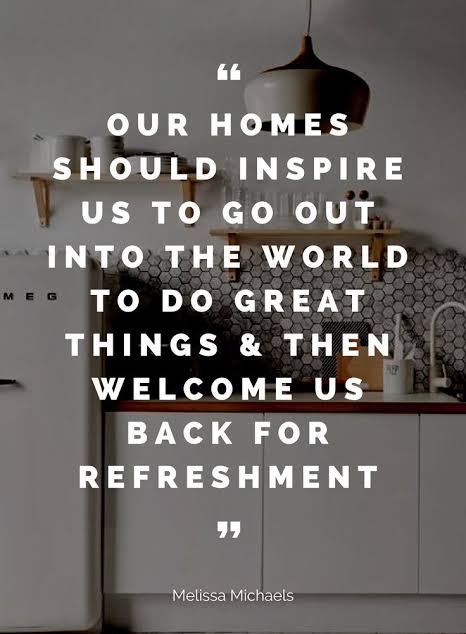 “
OUR HOMES
SHOULD INSPIRE
US TO GO OUT
INTO THE WORLD
TO DO GREAT
THINGS & THEN
WELCOME US
BACK FOR
REFRESHMENT
”
Melissa Michaels
MEG